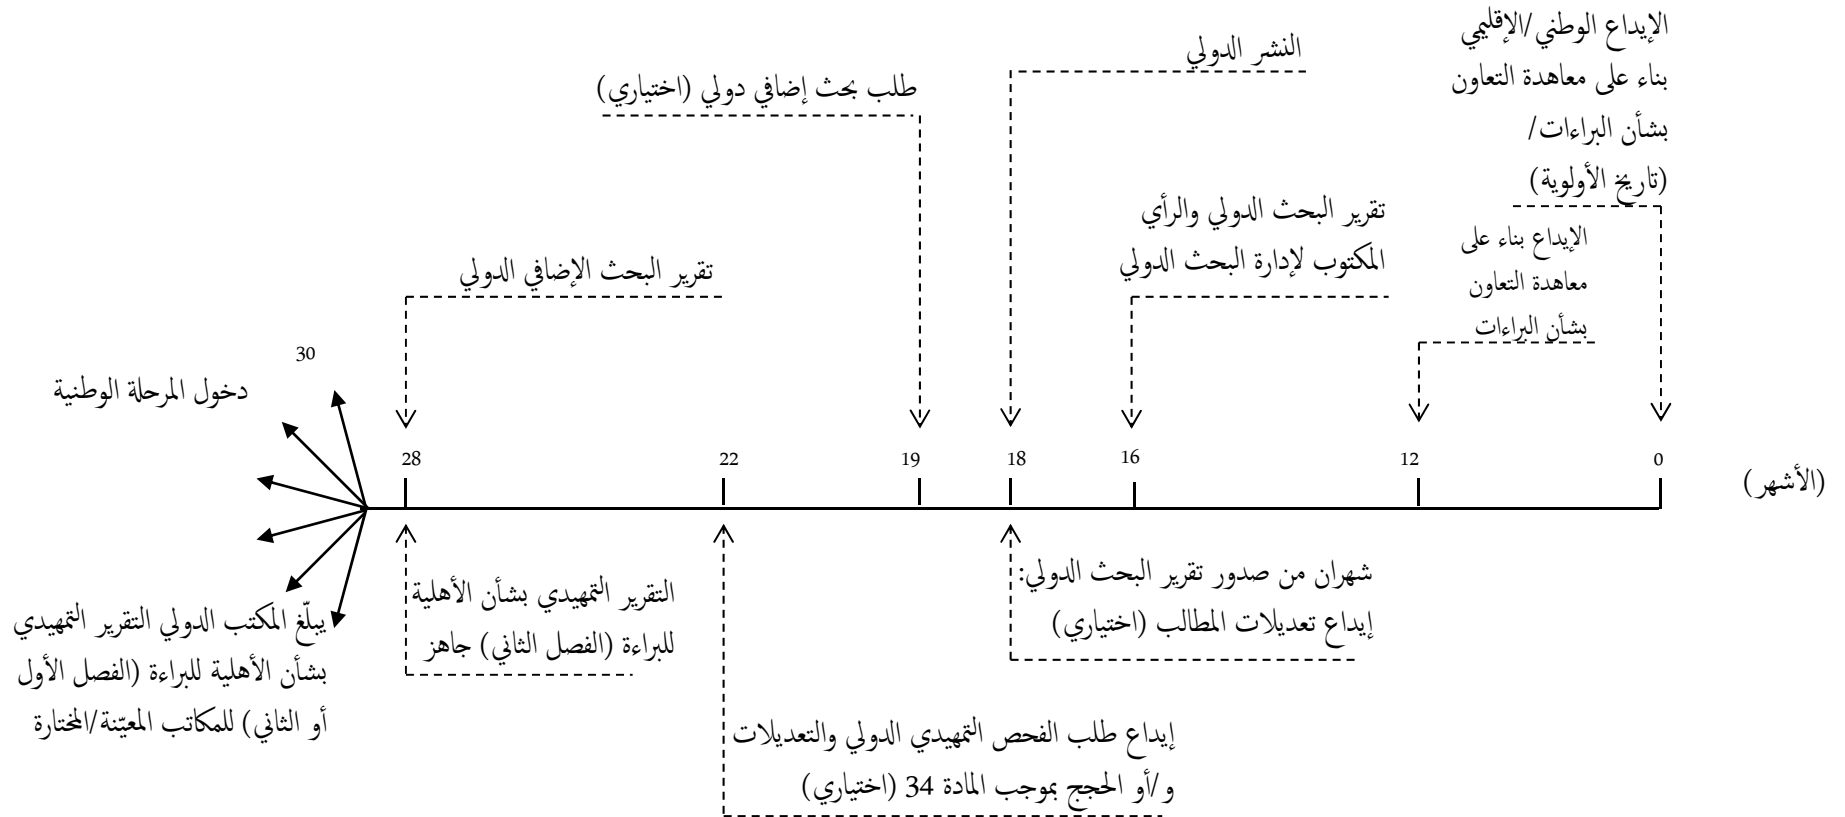 الإيداع الوطني/الإقليمي
بناء على معاهدة التعاون
بشأن البراءات/
(تاريخ الأولوية)
النشر الدولي
طلب بحث إضافي دولي (اختياري)
تقرير البحث الدولي والرأي
المكتوب لإدارة البحث الدولي
الإيداع بناء على
معاهدة التعاون
بشأن البراءات
تقرير البحث الإضافي الدولي
30
دخول المرحلة الوطنية
(الأشهر)
0
12
16
18
19
22
28
شهران من صدور تقرير البحث الدولي:
إيداع تعديلات المطالب (اختياري)
إيداع طلب الفحص التمهيدي الدولي والتعديلات
و/أو الحجج بموجب المادة 34 (اختياري)
التقرير التمهيدي بشأن الأهلية
للبراءة (الفصل الثاني) جاهز
يبلّغ المكتب الدولي التقرير التمهيدي
بشأن الأهلية للبراءة (الفصل الأول
أو الثاني) للمكاتب المعيّنة/المختارة